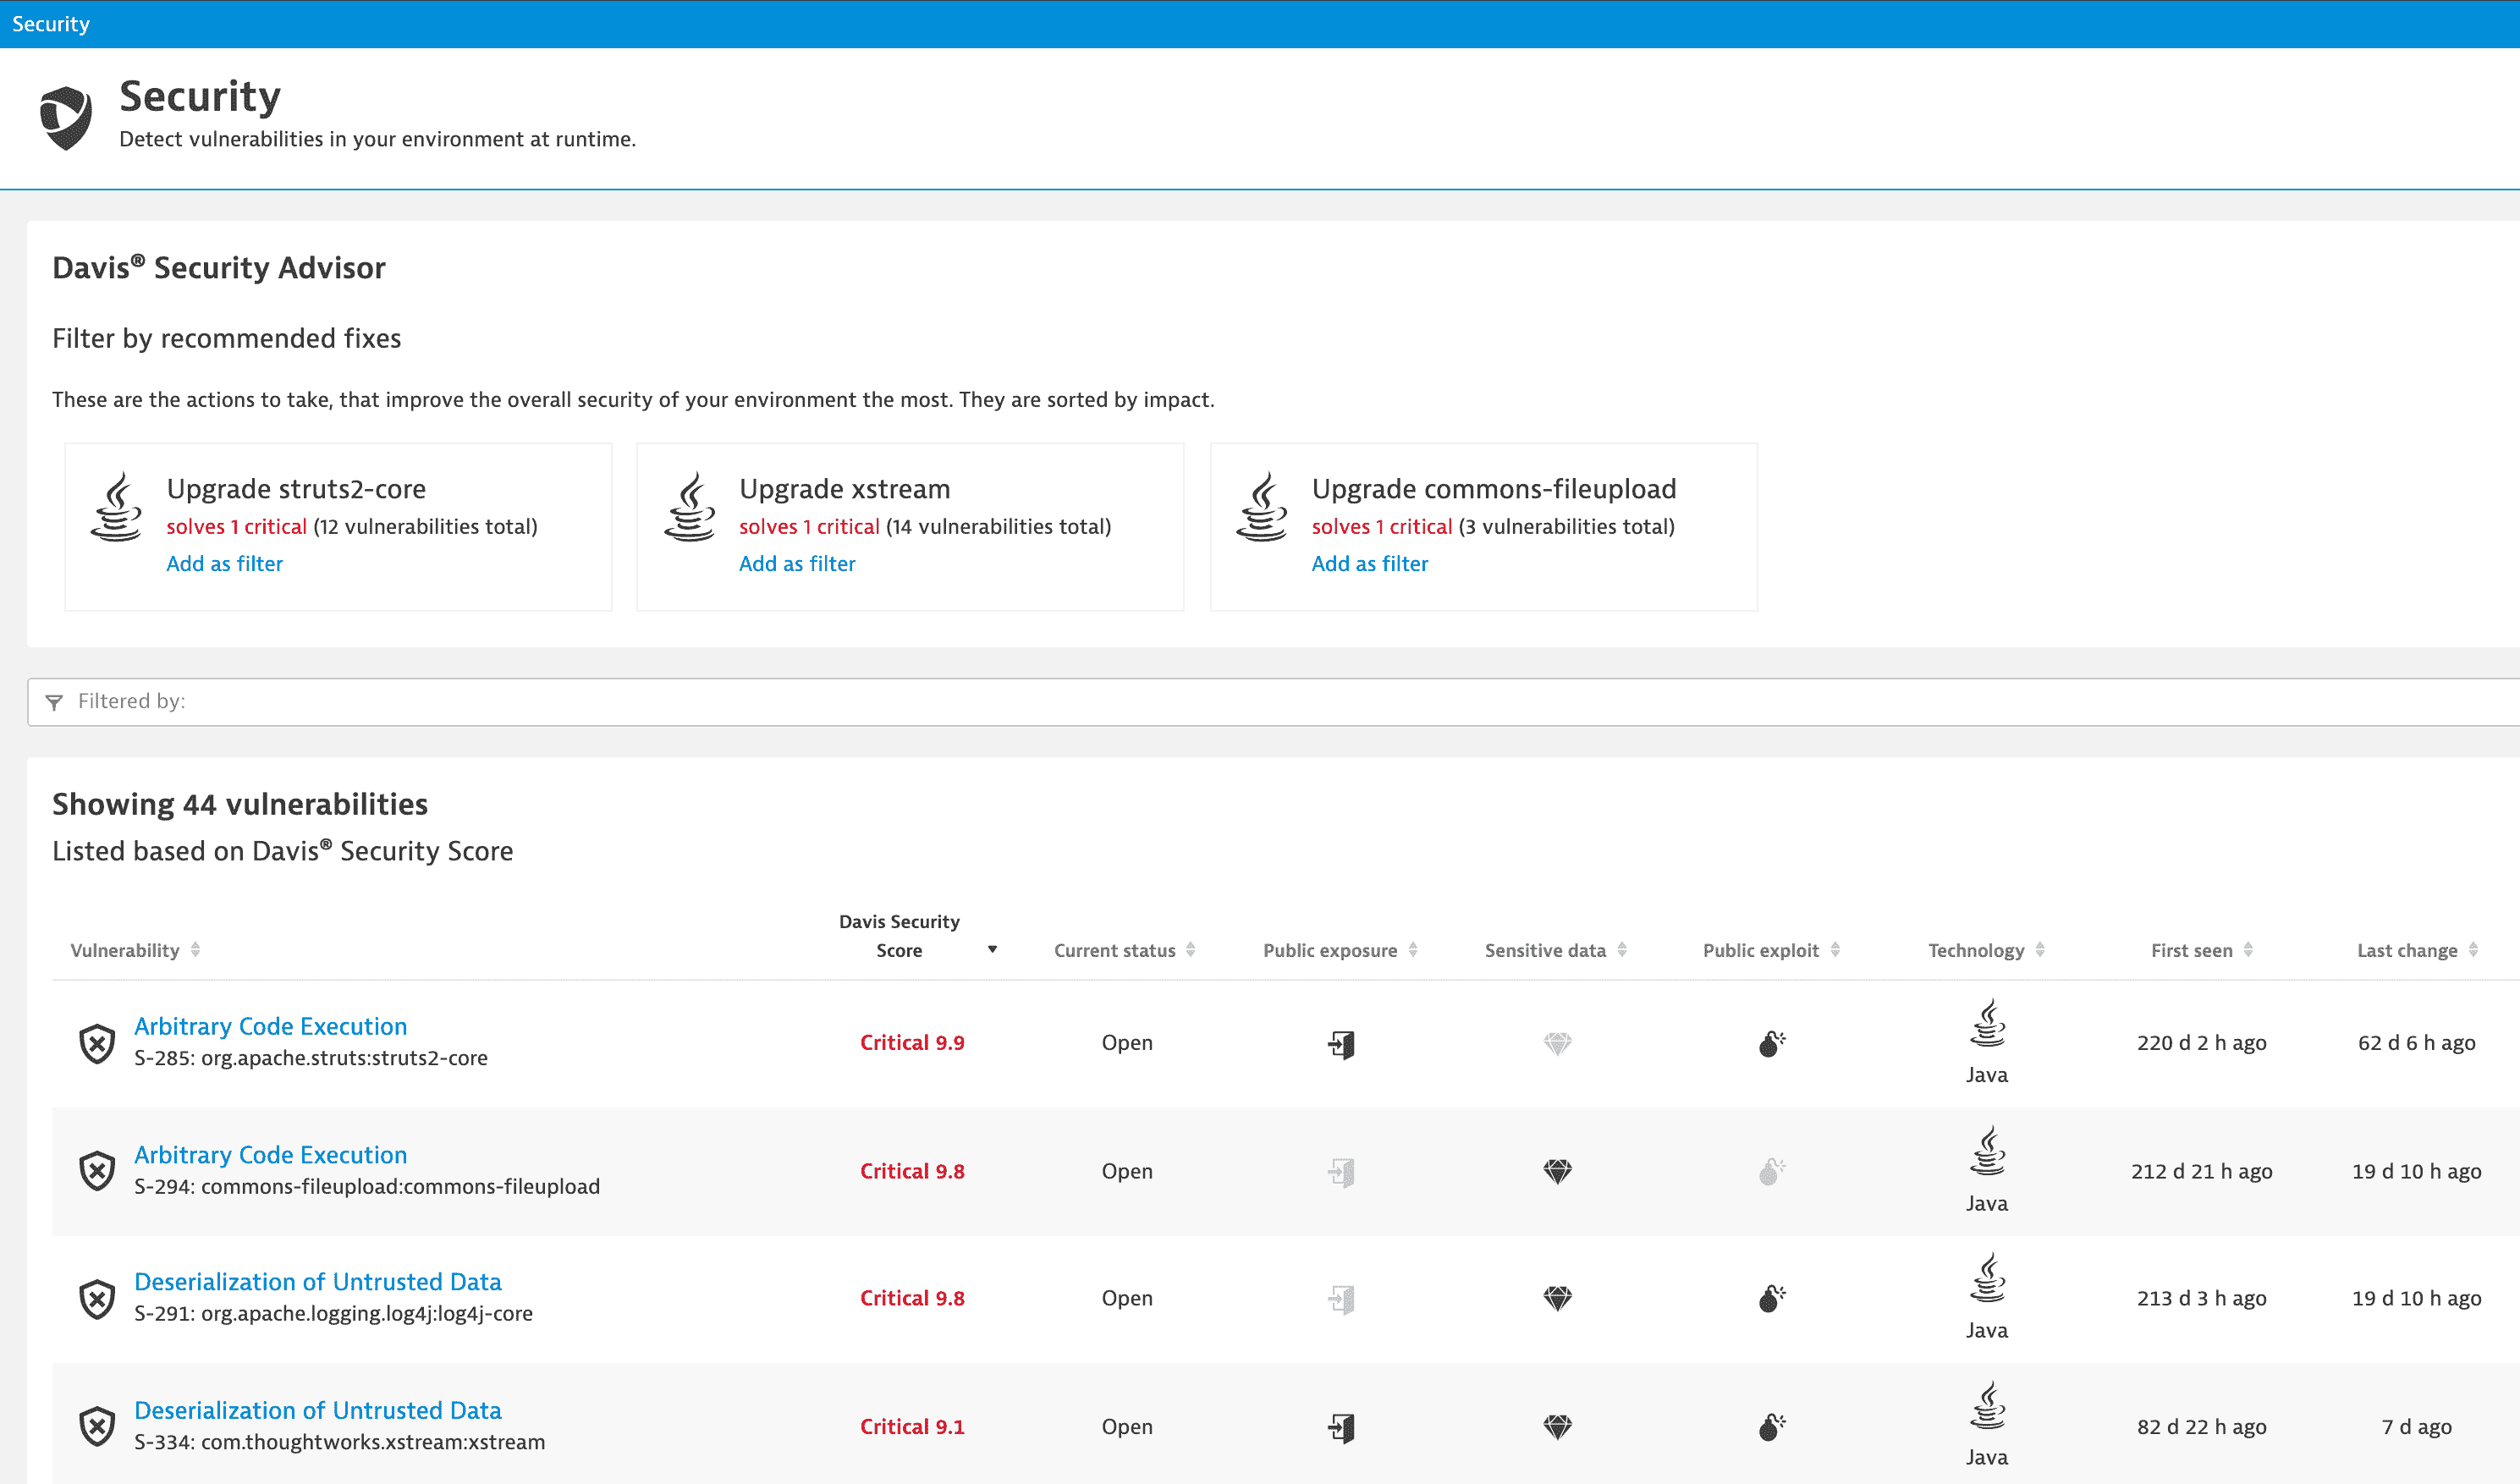 Security
Security
Detect vulnerabilities in your environment at runtime.
Davis® Security Advisor
Filter by recommended fixes
These are the actions to take, that improve the overall security of your environment the most. They are sorted by impact.
Upgrade struts2-core
solves 1 critical (12 vulnerabilities total)
Add as filter
Upgrade xstream
solves 1 critical (14 vulnerabilities total)
Add as filter
Upgrade commons-fileupload
solves 1 critical (3 vulnerabilities total)
Add as filter
Filtered by:
Showing 44 vulnerabilities
Listed based on Davis® Security Score
Vulnerability Davis Security Score Current status Public exposure Sensitive data Public exploit Technology First seen Last change
Arbitrary Code Execution
S-285: org.apache.struts:struts2-core
Critical 9.9 Open Java 220 d 2 h ago 62 d 6 h ago
Arbitrary Code Execution
S-294: commons-fileupload:commons-fileupload
Critical 9.8 Open Java 212 d 21 h ago 19 d 10 h ago
Deserialization of Untrusted Data
S-291: org.apache.logging.log4j:log4j-core
Critical 9.8 Open Java 213 d 3 h ago 19 d 10 h ago
Deserialization of Untrusted Data
S-334: com.thoughtworks.xstream:xstream
Critical 9.1 Open Java 82 d 22 h ago 7 d ago